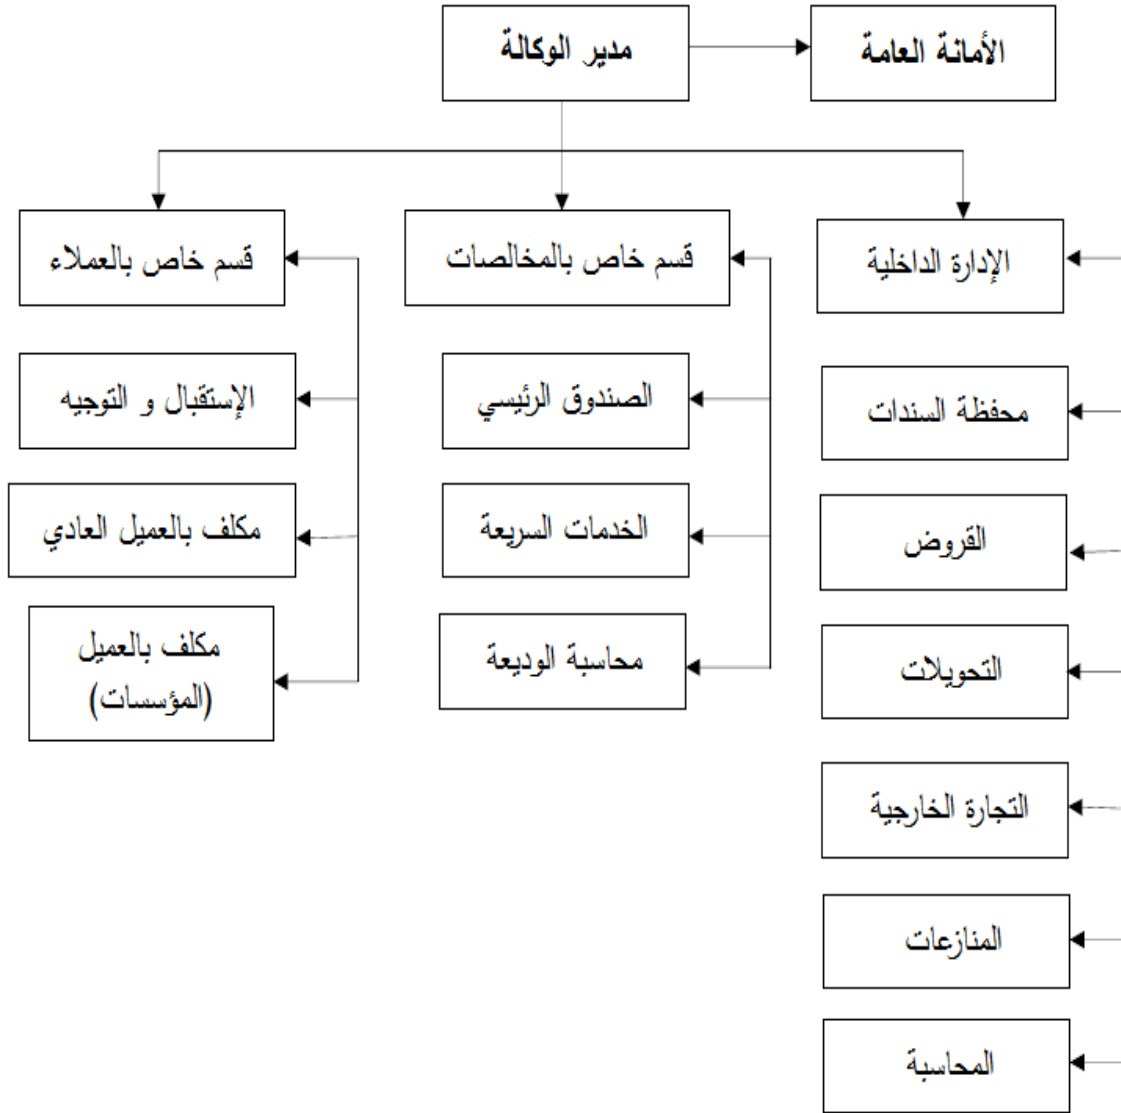 مدير الوكالة
الأمانة العامة
الإدارة الداخلية
محفظة السندات
القروض
التحويلات
التجارة الخارجية
المنازعات
المحاسبة
قسم خاص بالمخالصات
الصندوق الرئيسي
الخدمات السريعة
محاسبة الوديعة
قسم خاص بالعملاء
الإستقبال و التوجيه
مكلف بالعميل العادي
مكلف بالعميل
(المؤسسات)